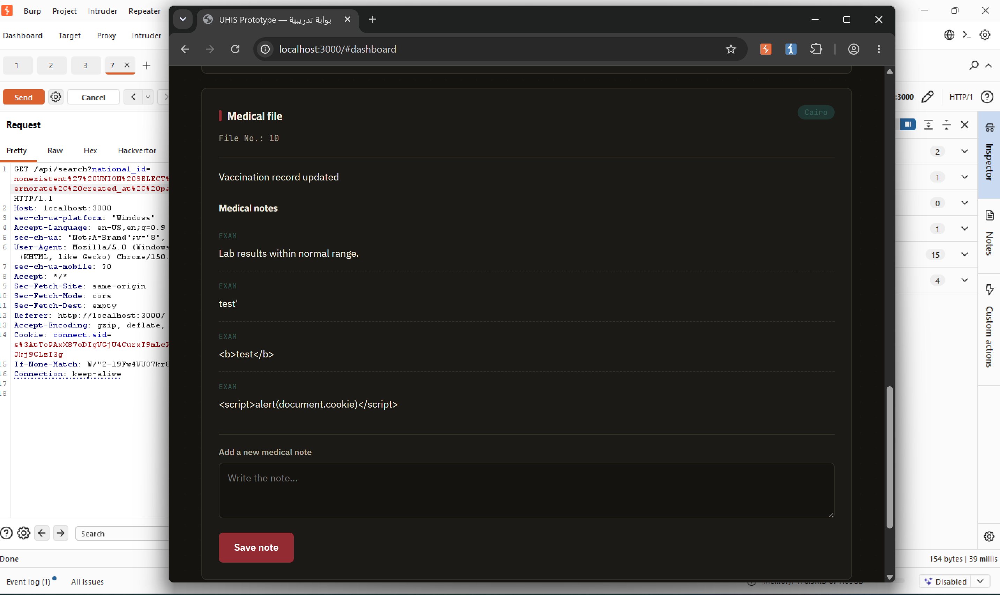 Burp Project Intruder Repeater
Dashboard Target Proxy Intruder
1 2 3 7
Send Cancel
Request
Pretty Raw Hex Hackvertor
1 GET /api/search?national_id=
nonexistent%27%20UNION%20SELECT%
ernorate%2C%20created_at%2C%20pa
HTTP/1.1
2 Host: localhost:3000
3 sec-ch-ua-platform: "Windows"
4 Accept-Language: en-US,en;q=0.9
5 sec-ch-ua: "Not;A=Brand";v="8",
6 User-Agent: Mozilla/5.0 (Windows
(KHTML, like Gecko) Chrome/150.
7 sec-ch-ua-mobile: ?0
8 Accept: */*
9 Sec-Fetch-Site: same-origin
10 Sec-Fetch-Mode: cors
11 Sec-Fetch-Dest: empty
12 Referer: http://localhost:3000/
13 Accept-Encoding: gzip, deflate,
14 Cookie: connect.sid=
s%3AtToPAxX87oDIgVGjU4CurxT9mLcP
Jkj9CLzI3g
15 If-None-Match: W/"2-19Fw4VU07kr8
16 Connection: keep-alive
17
18
Search
Done
Event log (1) All issues
UHIS Prototype — بوابة تدريبية
localhost:3000/#dashboard
Medical file
Cairo
File No.: 10
Vaccination record updated
Medical notes
EXAM
Lab results within normal range.
EXAM
test'
EXAM
<b>test</b>
EXAM
<script>alert(document.cookie)</script>
Add a new medical note
Write the note...
Save note
:3000 HTTP/1
2
1
0
1
15
4
Inspector
Notes
Custom actions
154 bytes | 39 millis
Disabled